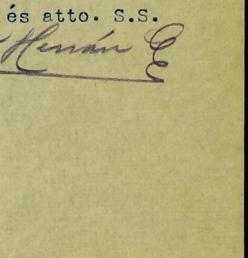 és atto. S.S.
Hernán E